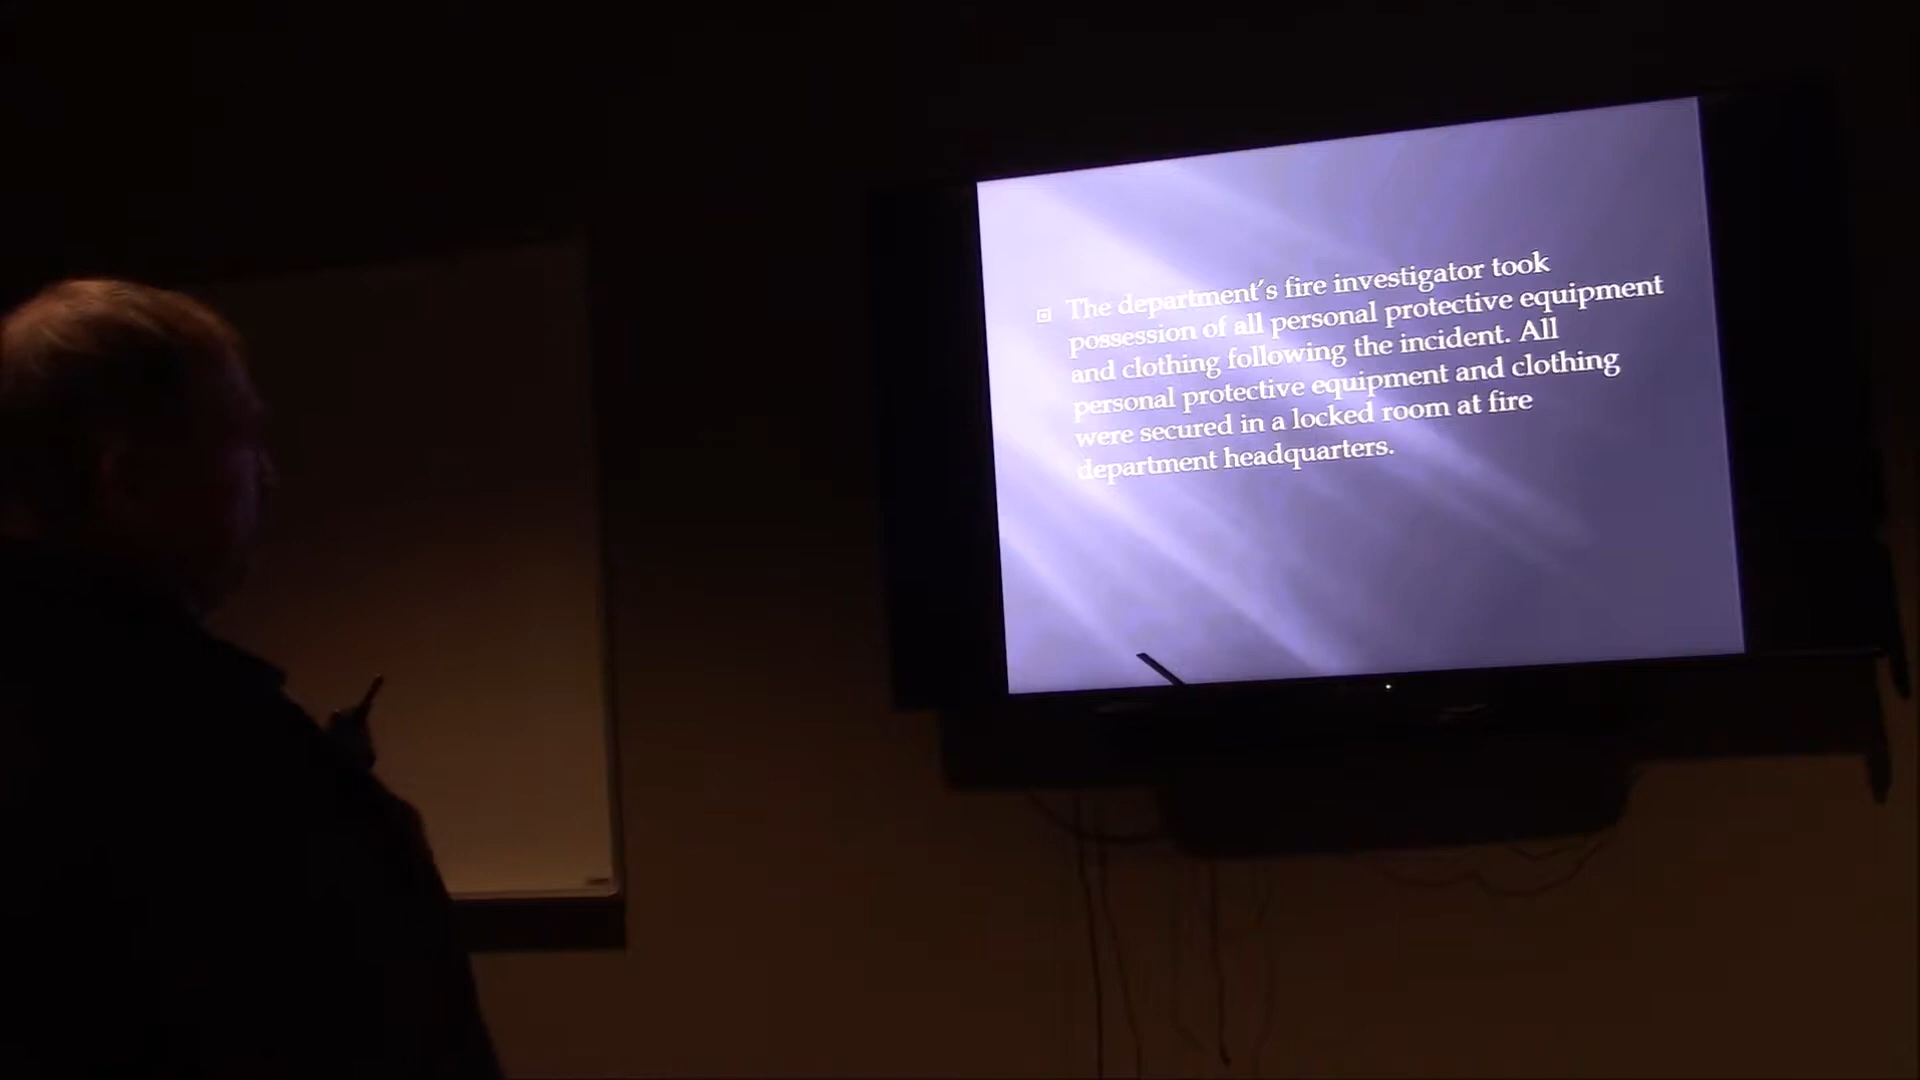 The department's fire investigator took
possession of all personal protective equipment
and clothing following the incident. All
personal protective equipment and clothing
were secured in a locked room at fire
department headquarters.